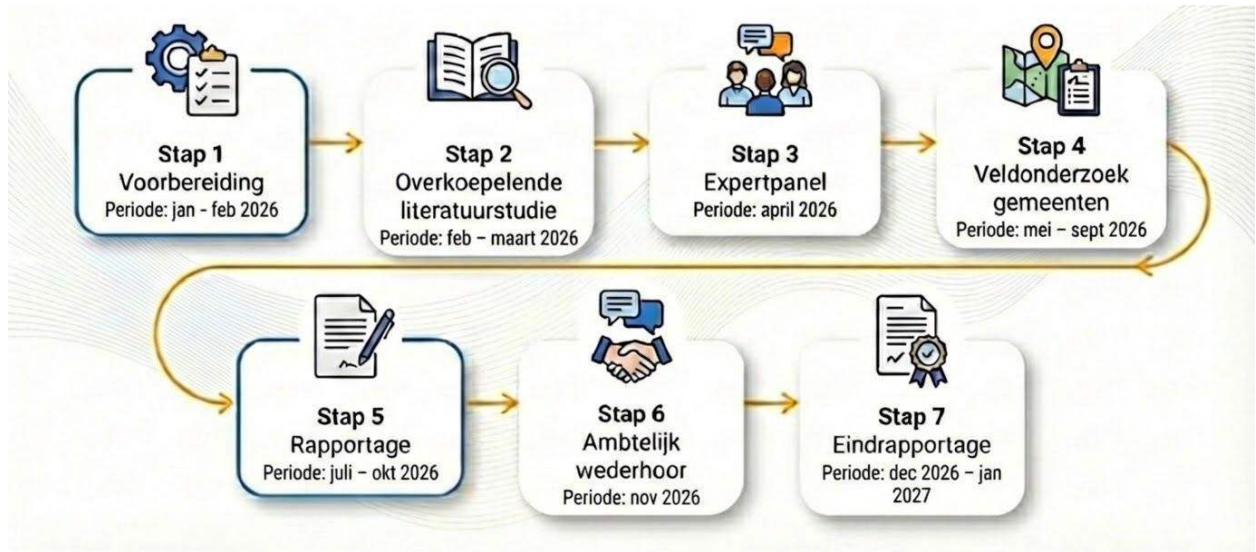 Stap 1
Voorbereiding
Periode: jan - feb 2026
Stap 2
Overkoepelende
literatuurstudie
Periode: feb – maart 2026
Stap 3
Expertpanel
Periode: april 2026
Stap 4
Veldonderzoek
gemeenten
Periode: mei – sept 2026
Stap 5
Rapportage
Periode: juli – okt 2026
Stap 6
Ambtelijk
wederhoor
Periode: nov 2026
Stap 7
Eindrapportage
Periode: dec 2026 – jan
2027